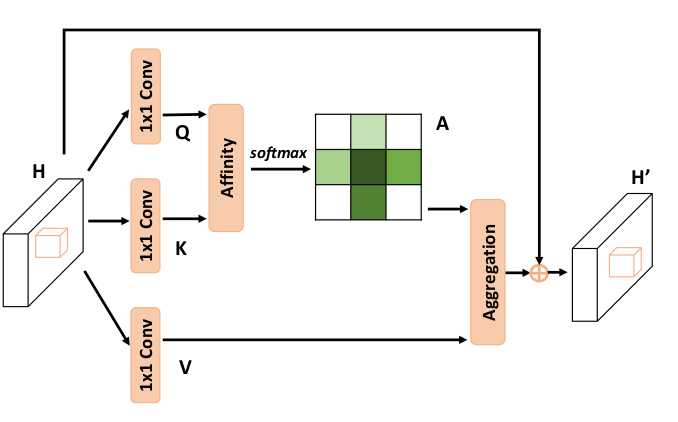 H
1x1 Conv
Q
1x1 Conv
K
1x1 Conv
V
Affinity
softmax
A
Aggregation
H’